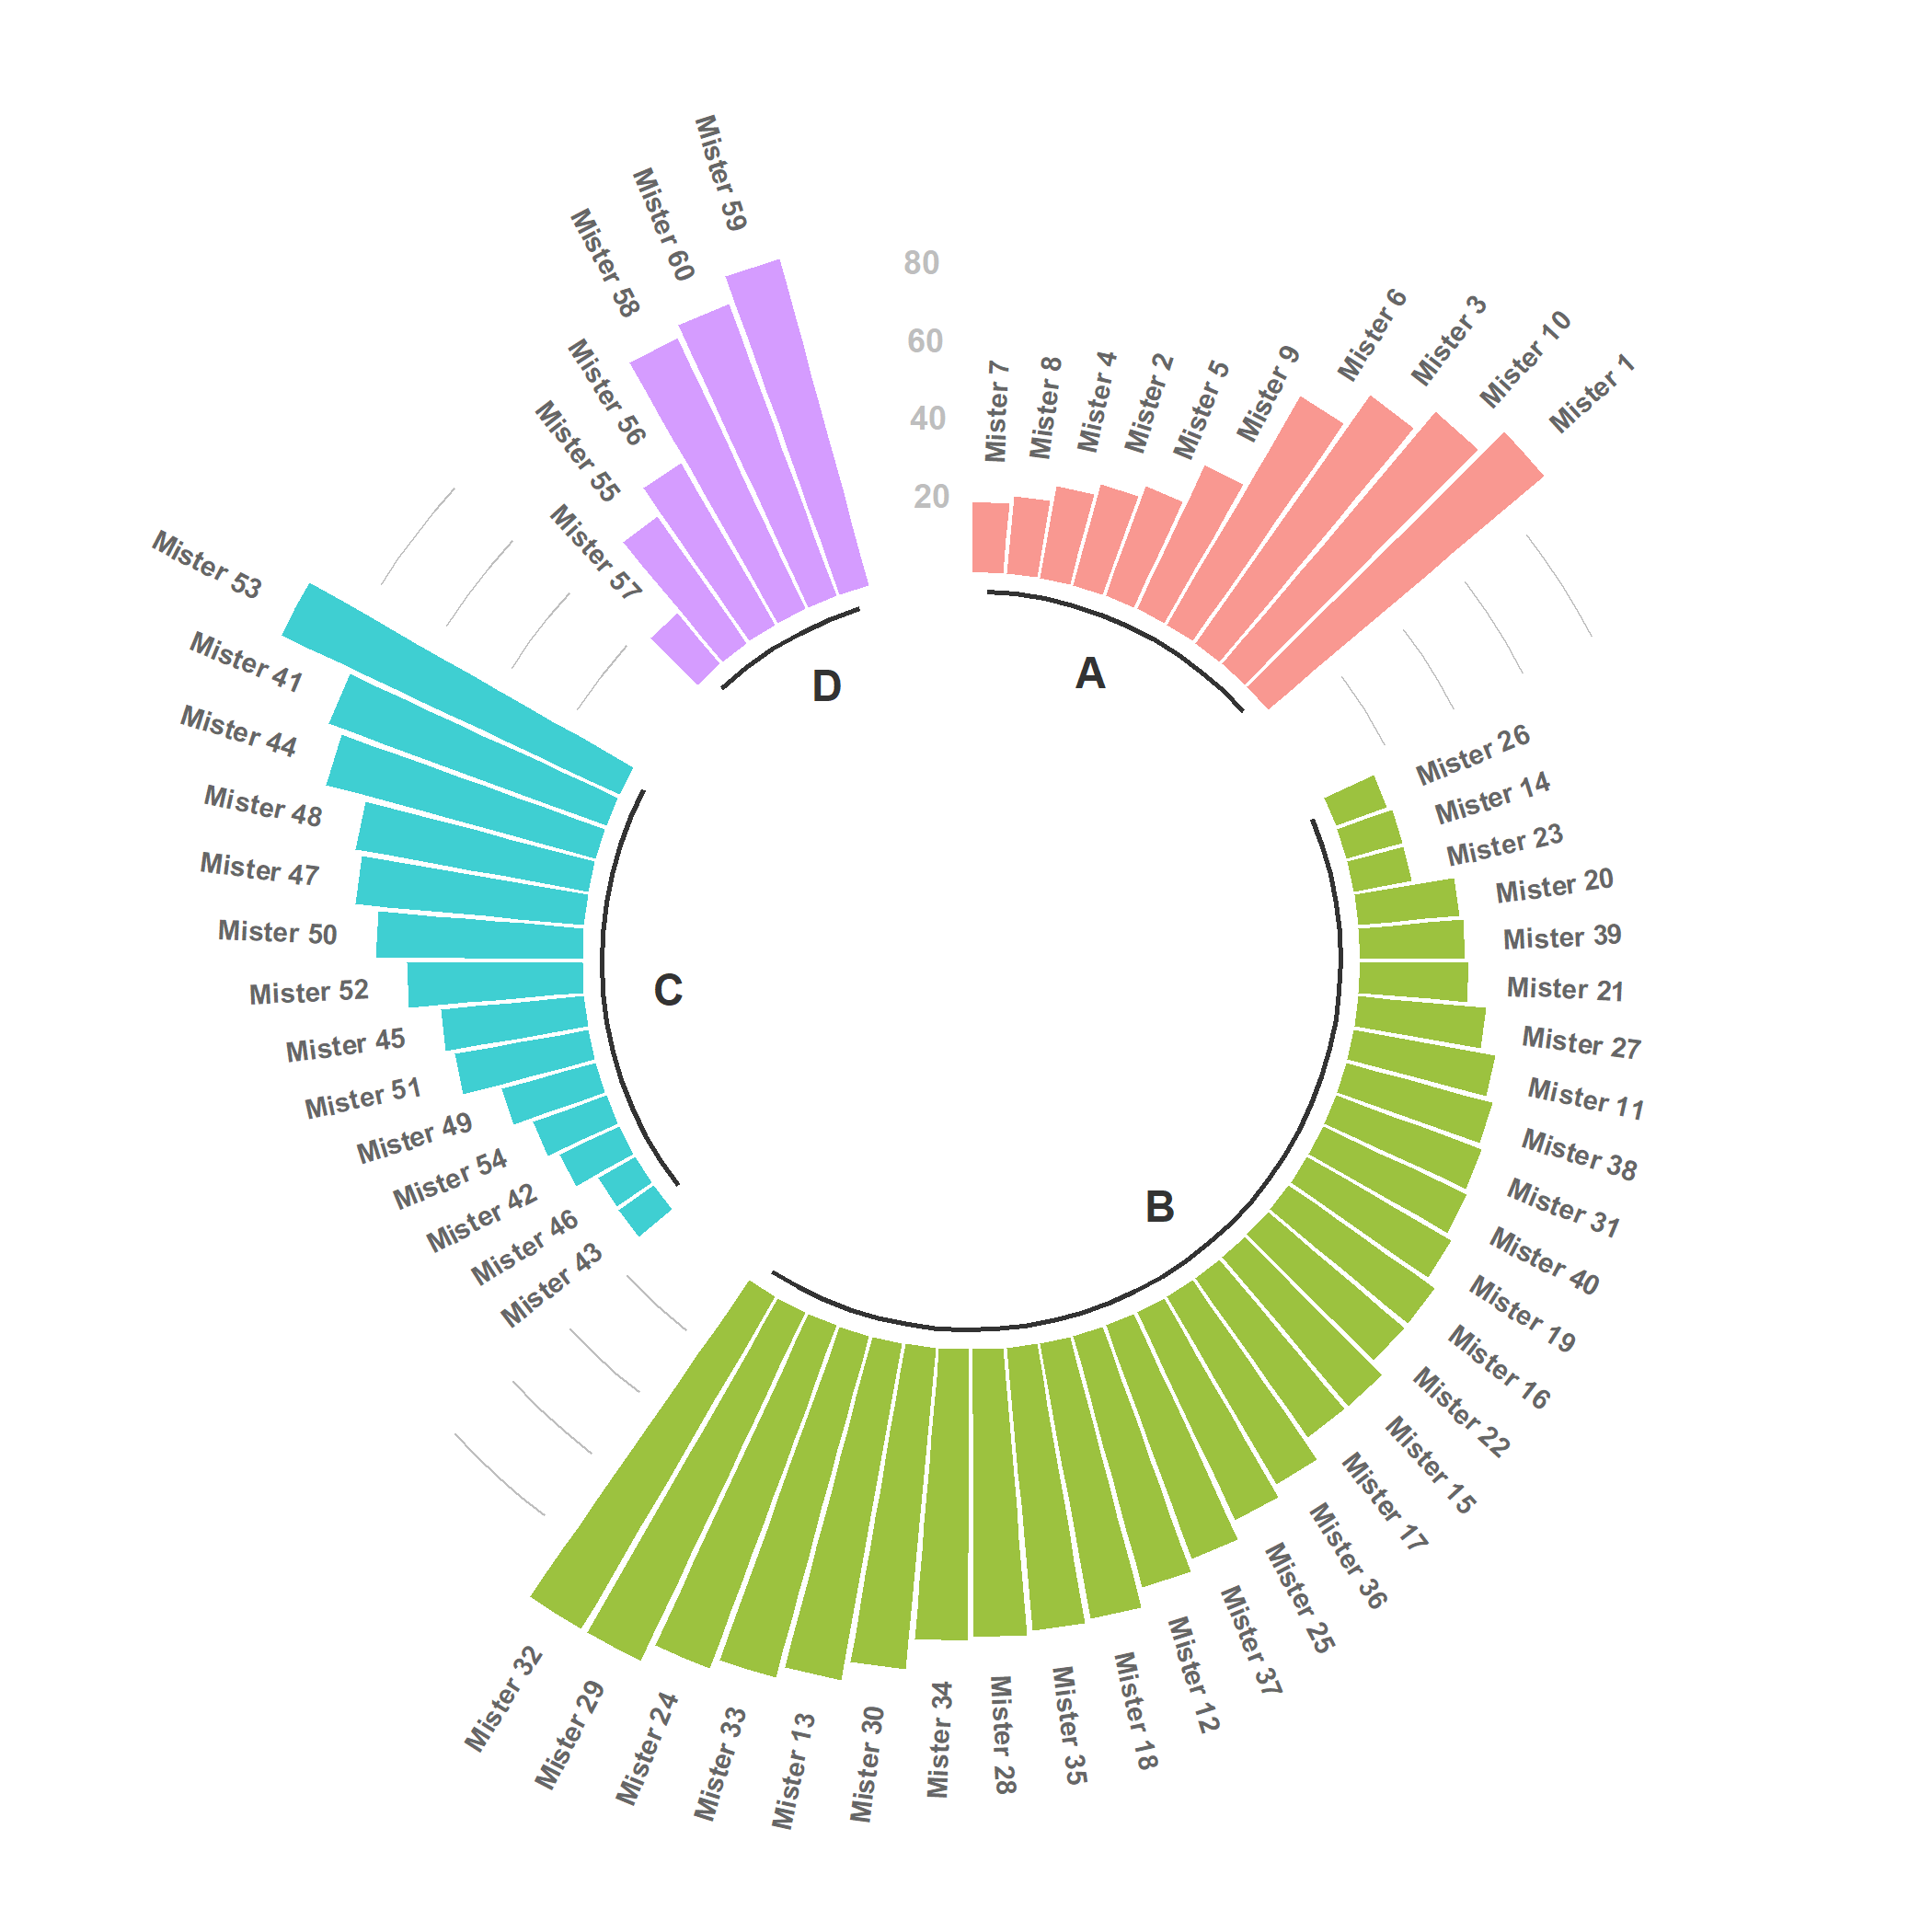 80
60
40
20
Mister 7
Mister 8
Mister 4
Mister 2
Mister 5
Mister 9
Mister 6
Mister 3
Mister 10
Mister 1
Mister 26
Mister 14
Mister 23
Mister 20
Mister 39
Mister 21
Mister 27
Mister 11
Mister 38
Mister 31
Mister 40
Mister 19
Mister 16
Mister 22
Mister 15
Mister 17
Mister 36
Mister 25
Mister 37
Mister 12
Mister 18
Mister 35
Mister 28
Mister 34
Mister 30
Mister 13
Mister 33
Mister 24
Mister 29
Mister 32
Mister 43
Mister 46
Mister 42
Mister 54
Mister 49
Mister 51
Mister 45
Mister 52
Mister 50
Mister 47
Mister 48
Mister 44
Mister 41
Mister 53
Mister 57
Mister 55
Mister 56
Mister 58
Mister 60
Mister 59
A
B
C
D